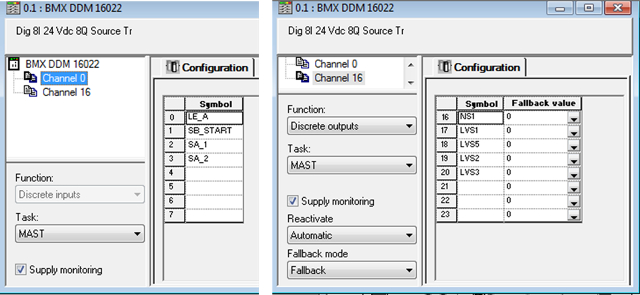 0.1 : BMX DDM 16022
Dig 8I 24 Vdc 8Q Source Tr
BMX DDM 16022
Channel 0
Channel 16
Function:
Discrete inputs
Task:
MAST
Supply monitoring
Configuration
Symbol
0 LE_A
1 SB_START
2 SA_1
3 SA_2
4
5
6
7
0.1 : BMX DDM 16022
Dig 8I 24 Vdc 8Q Source Tr
Channel 0
Channel 16
Function:
Discrete outputs
Task:
MAST
Supply monitoring
Reactivate
Automatic
Fallback mode
Fallback
Configuration
Symbol Fallback value
16 NS1 0
17 LVS1 0
18 LVS5 0
19 LVS2 0
20 LVS3 0
21 0
22 0
23 0